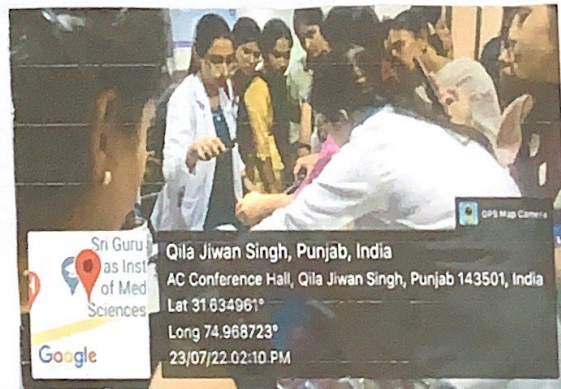 GPS Map Camera
Sri Guru
as Inst
of Med
Sciences
Google
Qila Jiwan Singh, Punjab, India
AC Conference Hall, Qila Jiwan Singh, Punjab 143501, India
Lat 31.634961°
Long 74.968723°
23/07/22 02:10 PM